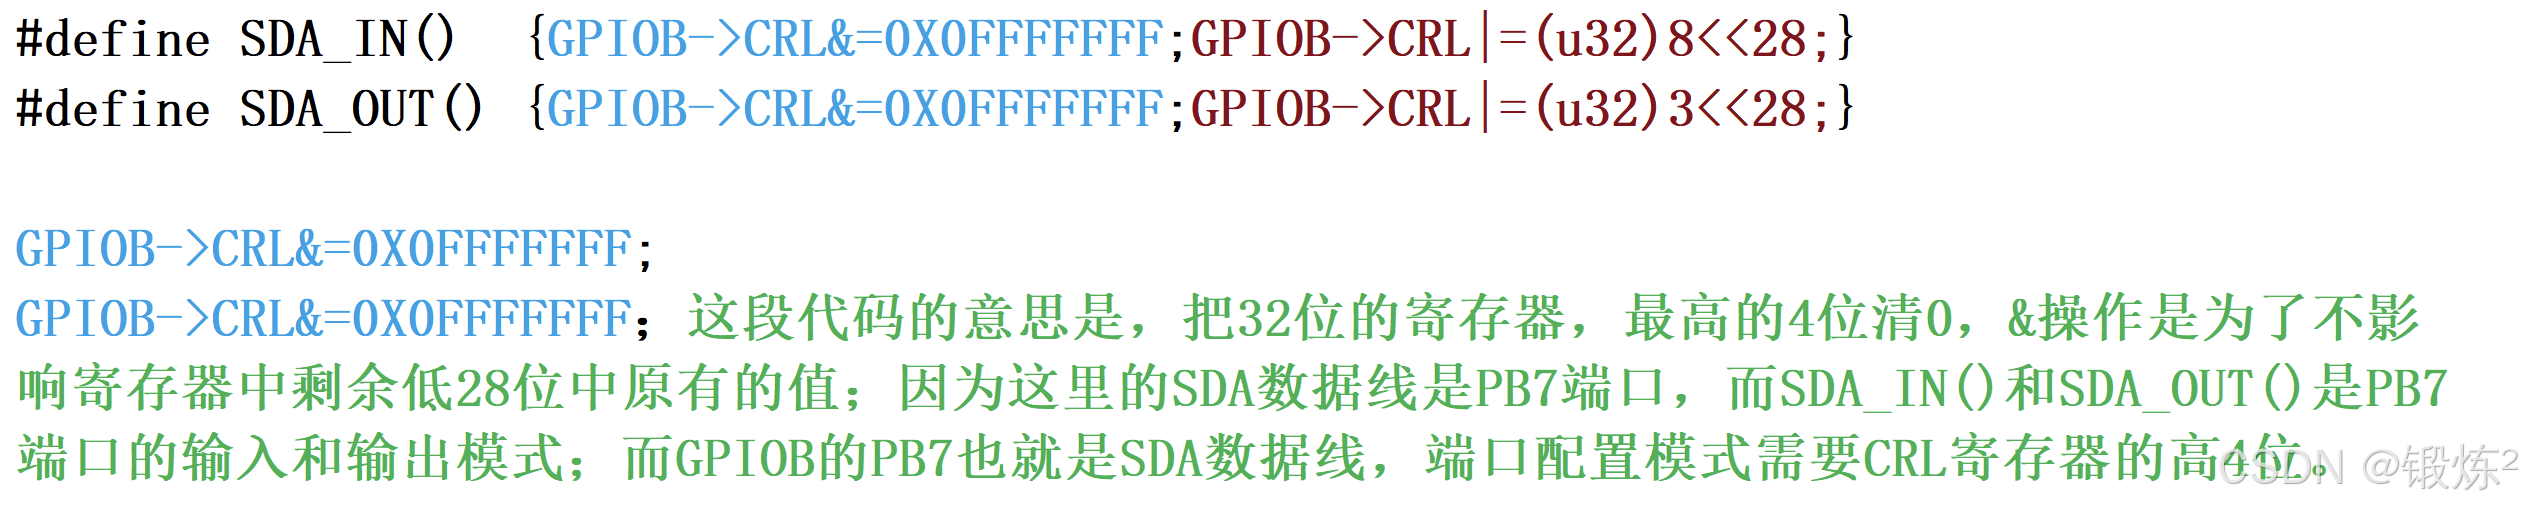 #define SDA_IN()  {GPIOB->CRL&=0X0FFFFFFF;GPIOB->CRL|=(u32)8<<28;}
#define SDA_OUT() {GPIOB->CRL&=0X0FFFFFFF;GPIOB->CRL|=(u32)3<<28;}
GPIOB->CRL&=0X0FFFFFFF;
GPIOB->CRL&=0X0FFFFFFF；这段代码的意思是，把32位的寄存器，最高的4位清0，&操作是为了不影
响寄存器中剩余低28位中原有的值；因为这里的SDA数据线是PB7端口，而SDA_IN()和SDA_OUT()是PB7
端口的输入和输出模式；而GPIOB的PB7也就是SDA数据线，端口配置模式需要CRL寄存器的高4位。
CSDN @锻炼²